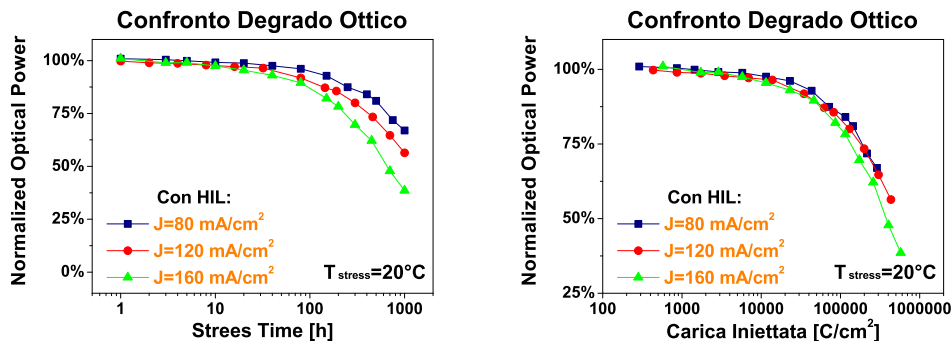 Confronto Degrado Ottico
Normalized Optical Power
100%
75%
50%
25%
0%
Con HIL:
J=80 mA/cm²
J=120 mA/cm²
J=160 mA/cm²
T stress=20°C
1 10 100 1000
Strees Time [h]
Confronto Degrado Ottico
Normalized Optical Power
100%
75%
50%
25%
Con HIL:
J=80 mA/cm²
J=120 mA/cm²
J=160 mA/cm²
T stress=20°C
100 1000 10000 100000 1000000
Carica Iniettata [C/cm²]